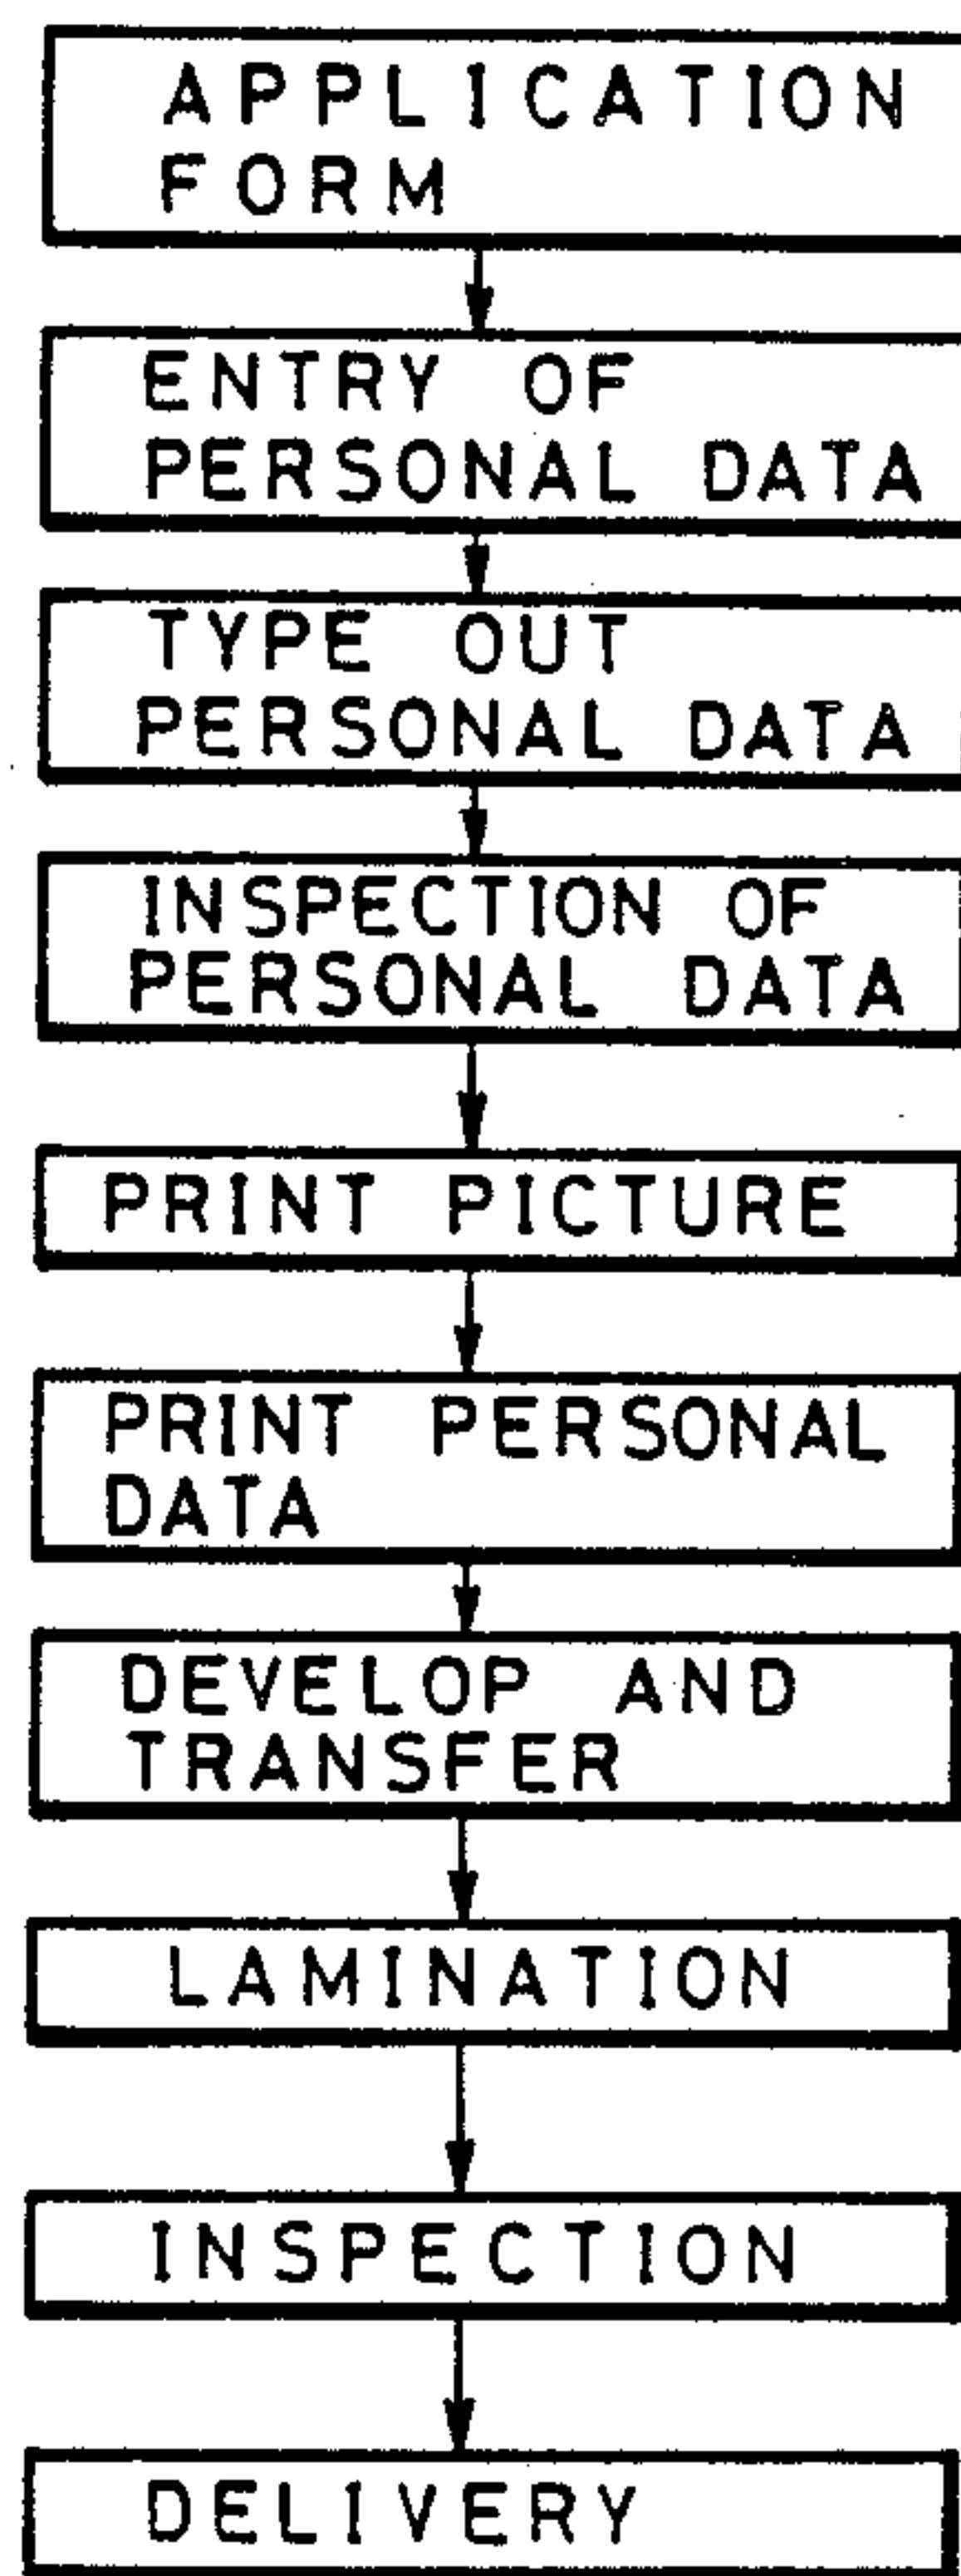 APPLICATION
FORM
ENTRY OF
PERSONAL DATA
TYPE OUT
PERSONAL DATA
INSPECTION OF
PERSONAL DATA
PRINT PICTURE
PRINT PERSONAL
DATA
DEVELOP AND
TRANSFER
LAMINATION
INSPECTION
DELIVERY